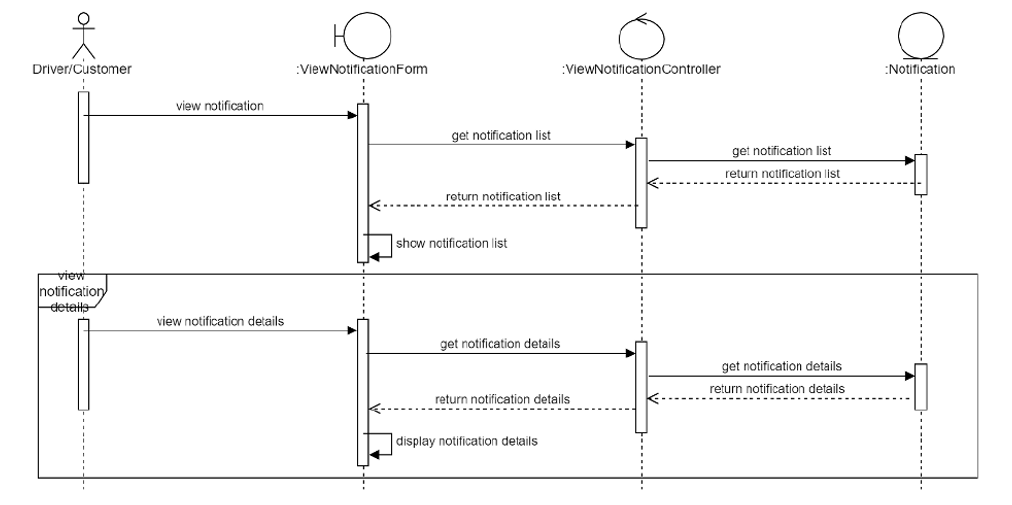 Driver/Customer
:ViewNotificationForm
:ViewNotificationController
:Notification
view notification
get notification list
get notification list
return notification list
return notification list
show notification list
view
notification
details
view notification details
get notification details
get notification details
return notification details
return notification details
display notification details